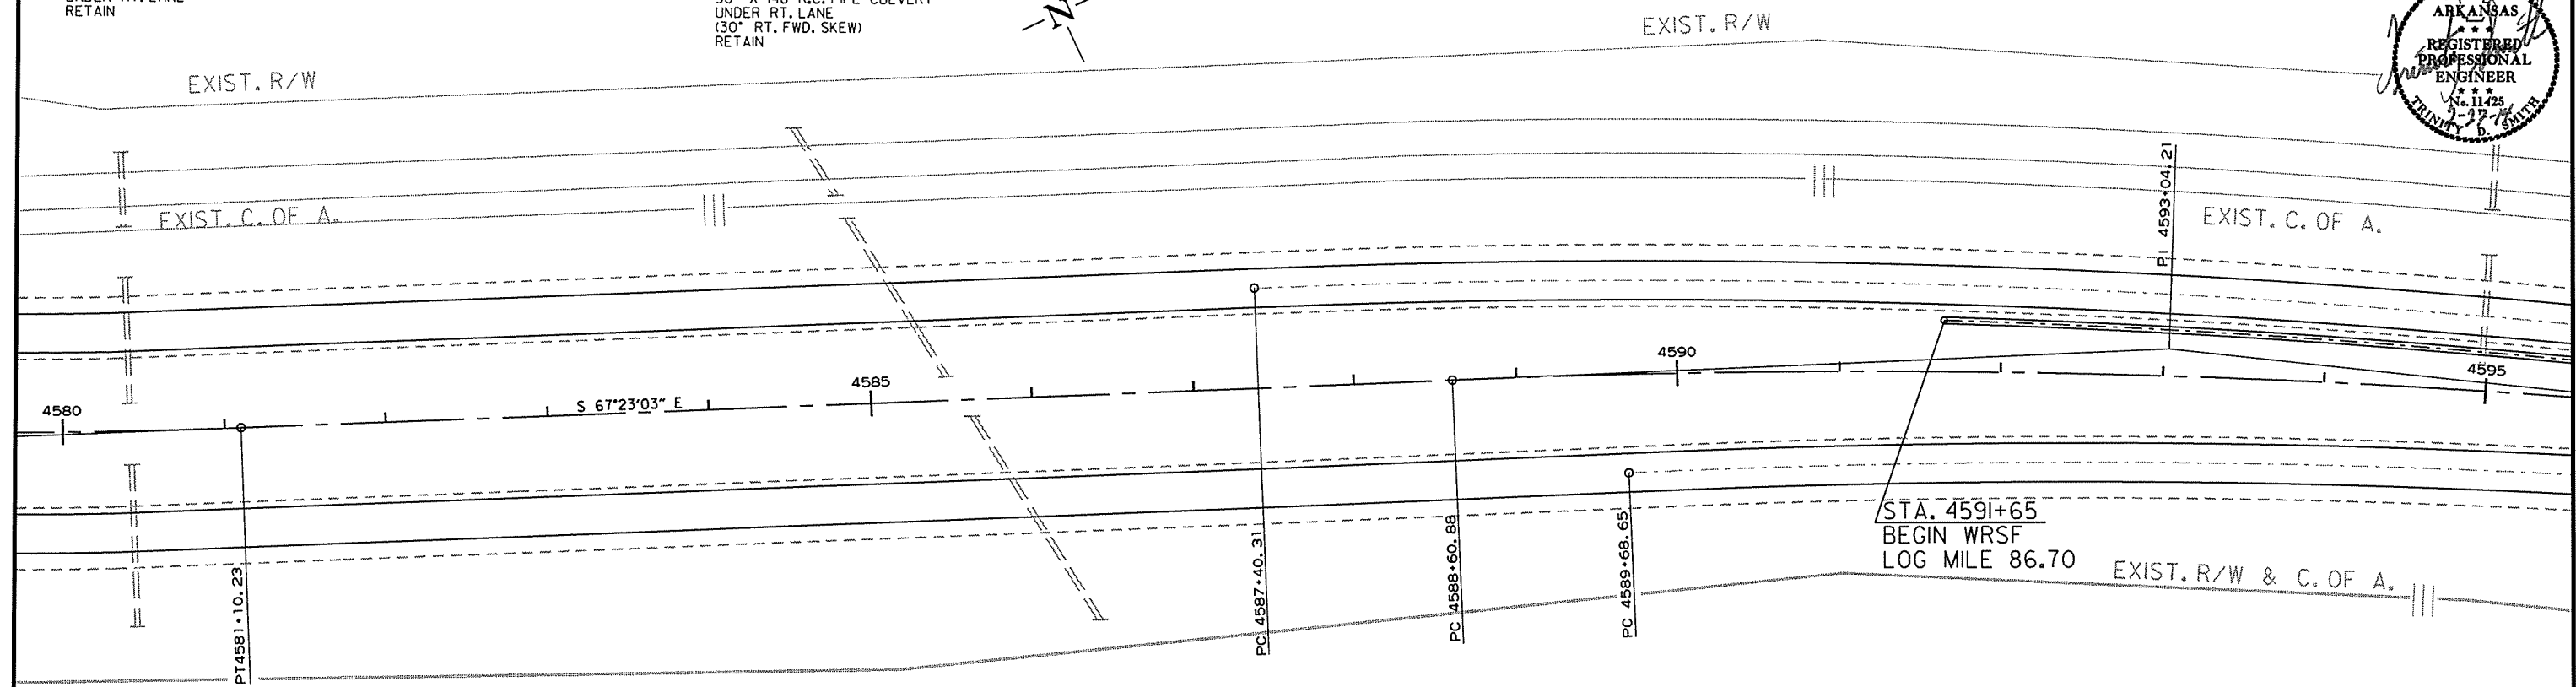 RETAIN
UNDER RT. LANE
(30° RT. FWD. SKEW)
RETAIN
N
EXIST. R/W
EXIST. R/W
ARKANSAS
★ ★ ★
REGISTERED
PROFESSIONAL
ENGINEER
★ ★ ★
No. 11425
TRINITY D. SMITH
EXIST. C. OF A.
PI 4593+04.21
EXIST. C. OF A.
4580
S 67°23'03" E
4585
4590
4595
PT4581+10.23
PC 4587+40.31
PC 4588+60.88
PC 4589+68.65
STA. 4591+65
BEGIN WRSF
LOG MILE 86.70
EXIST. R/W & C. OF A.